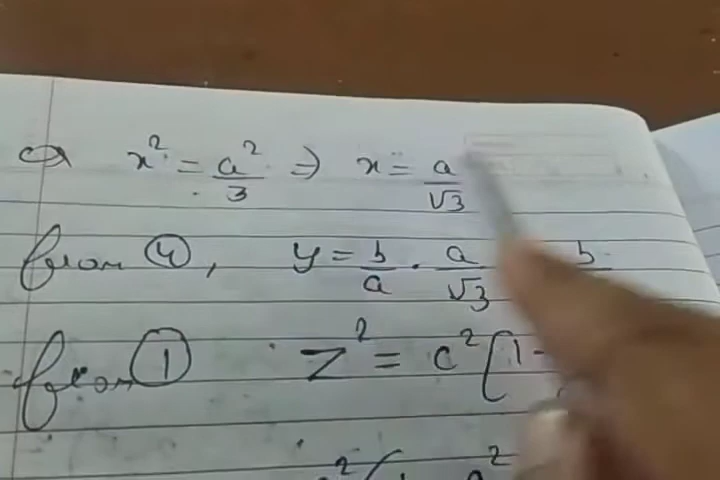 x² = a²/3 ⇒ x = a/√3
from ④, y = b/a · a/√3 b
from ① z² = c² [1 -